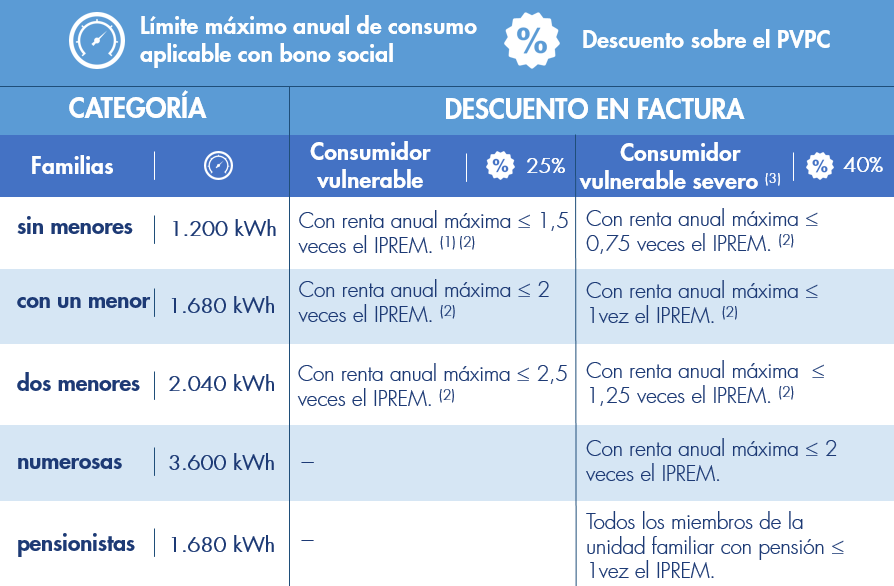 Límite máximo anual de consumo
aplicable con bono social
% Descuento sobre el PVPC
CATEGORÍA
DESCUENTO EN FACTURA
Familias
Consumidor
vulnerable
% 25%
Consumidor
vulnerable severo (3)
% 40%
sin menores
1.200 kWh
Con renta anual máxima ≤ 1,5
veces el IPREM. (1) (2)
Con renta anual máxima ≤
0,75 veces el IPREM. (2)
con un menor
1.680 kWh
Con renta anual máxima ≤ 2
veces el IPREM. (2)
Con renta anual máxima ≤
1vez el IPREM. (2)
dos menores
2.040 kWh
Con renta anual máxima ≤ 2,5
veces el IPREM. (2)
Con renta anual máxima ≤
1,25 veces el IPREM. (2)
numerosas
3.600 kWh
–
Con renta anual máxima ≤ 2
veces el IPREM.
pensionistas
1.680 kWh
–
Todos los miembros de la
unidad familiar con pensión ≤
1vez el IPREM.